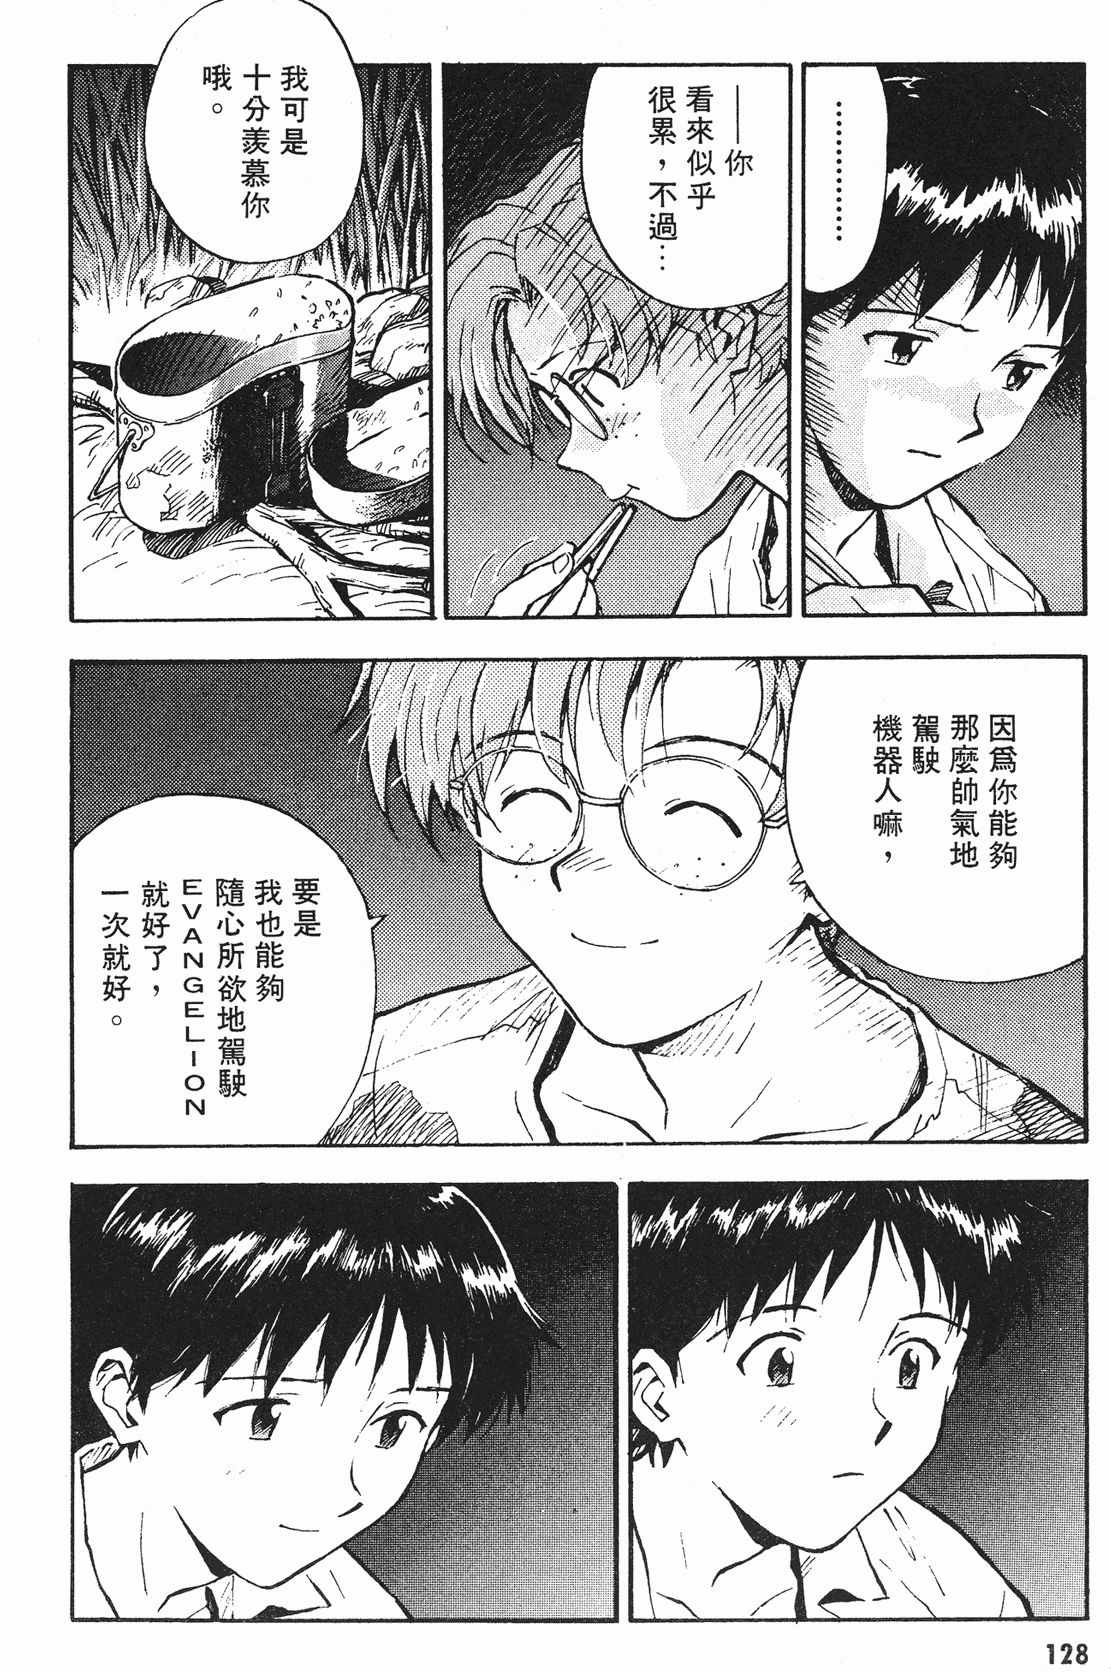 …………
——你
看來似乎
很累，不過…
我可是
十分羨慕你
哦。
因爲你能夠
那麼帥氣地
駕駛
機器人嘛，
要是
我也能夠
隨心所欲地駕駛
EVANGELION
就好了，
一次就好。
128